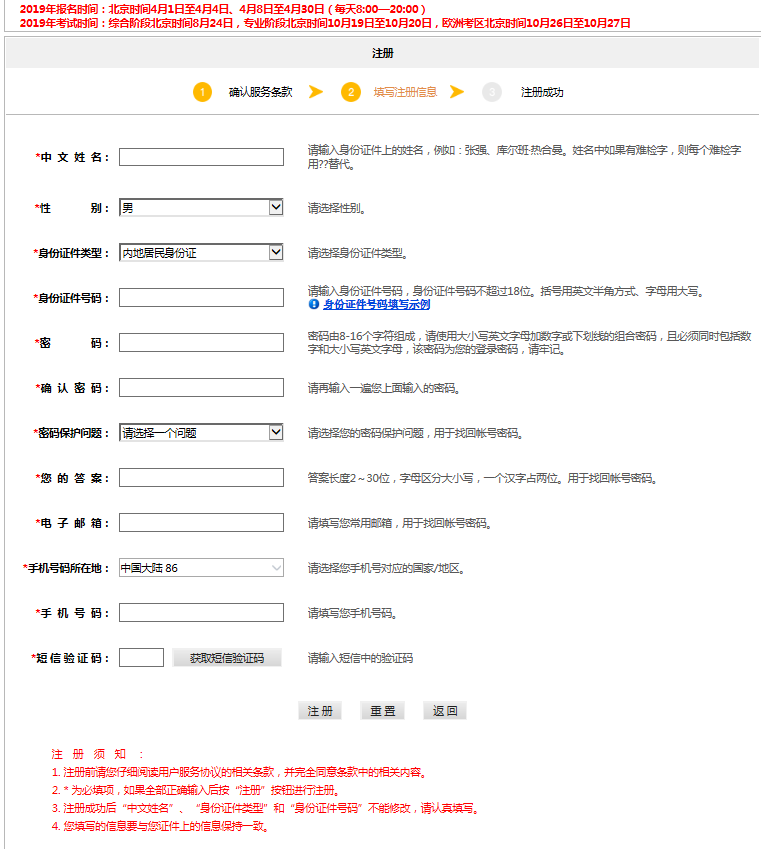 2019年报名时间：北京时间4月1日至4月4日、4月8日至4月30日（每天8:00—20:00）
2019年考试时间：综合阶段北京时间8月24日，专业阶段北京时间10月19日至10月20日，欧洲考区北京时间10月26日至10月27日
注册
1 确认服务条款 2 填写注册信息 3 注册成功
*中 文 姓 名： 请输入身份证件上的姓名，例如：张强、库尔班·热合曼。姓名中如果有难检字，则每个难检字
用??替代。
*性 别： 男 请选择性别。
*身份证件类型： 内地居民身份证 请选择身份证件类型。
*身份证件号码： 请输入身份证件号码，身份证件号码不超过18位。括号用英文半角方式、字母用大写。
身份证件号码填写示例
*密 码： 密码由8-16个字符组成，请使用大小写英文字母加数字或下划线的组合密码，且必须同时包括数
字和大小写英文字母，该密码为您的登录密码，请牢记。
*确 认 密 码： 请再输入一遍您上面输入的密码。
*密码保护问题： 请选择一个问题 请选择您的密码保护问题，用于找回帐号密码。
*您 的 答 案： 答案长度2～30位，字母区分大小写，一个汉字占两位。用于找回帐号密码。
*电 子 邮 箱： 请填写您常用邮箱，用于找回帐号密码。
*手机号码所在地： 中国大陆 86 请选择您手机号对应的国家/地区。
*手 机 号 码： 请填写您手机号码。
*短信验证码： 获取短信验证码 请输入短信中的验证码
注 册 重 置 返 回
注 册 须 知 ：
1. 注册前请您仔细阅读用户服务协议的相关条款，并完全同意条款中的相关内容。
2. * 为必填项，如果全部正确输入后按“注册”按钮进行注册。
3. 注册成功后“中文姓名”、“身份证件类型”和“身份证件号码”不能修改，请认真填写。
4. 您填写的信息要与您证件上的信息保持一致。